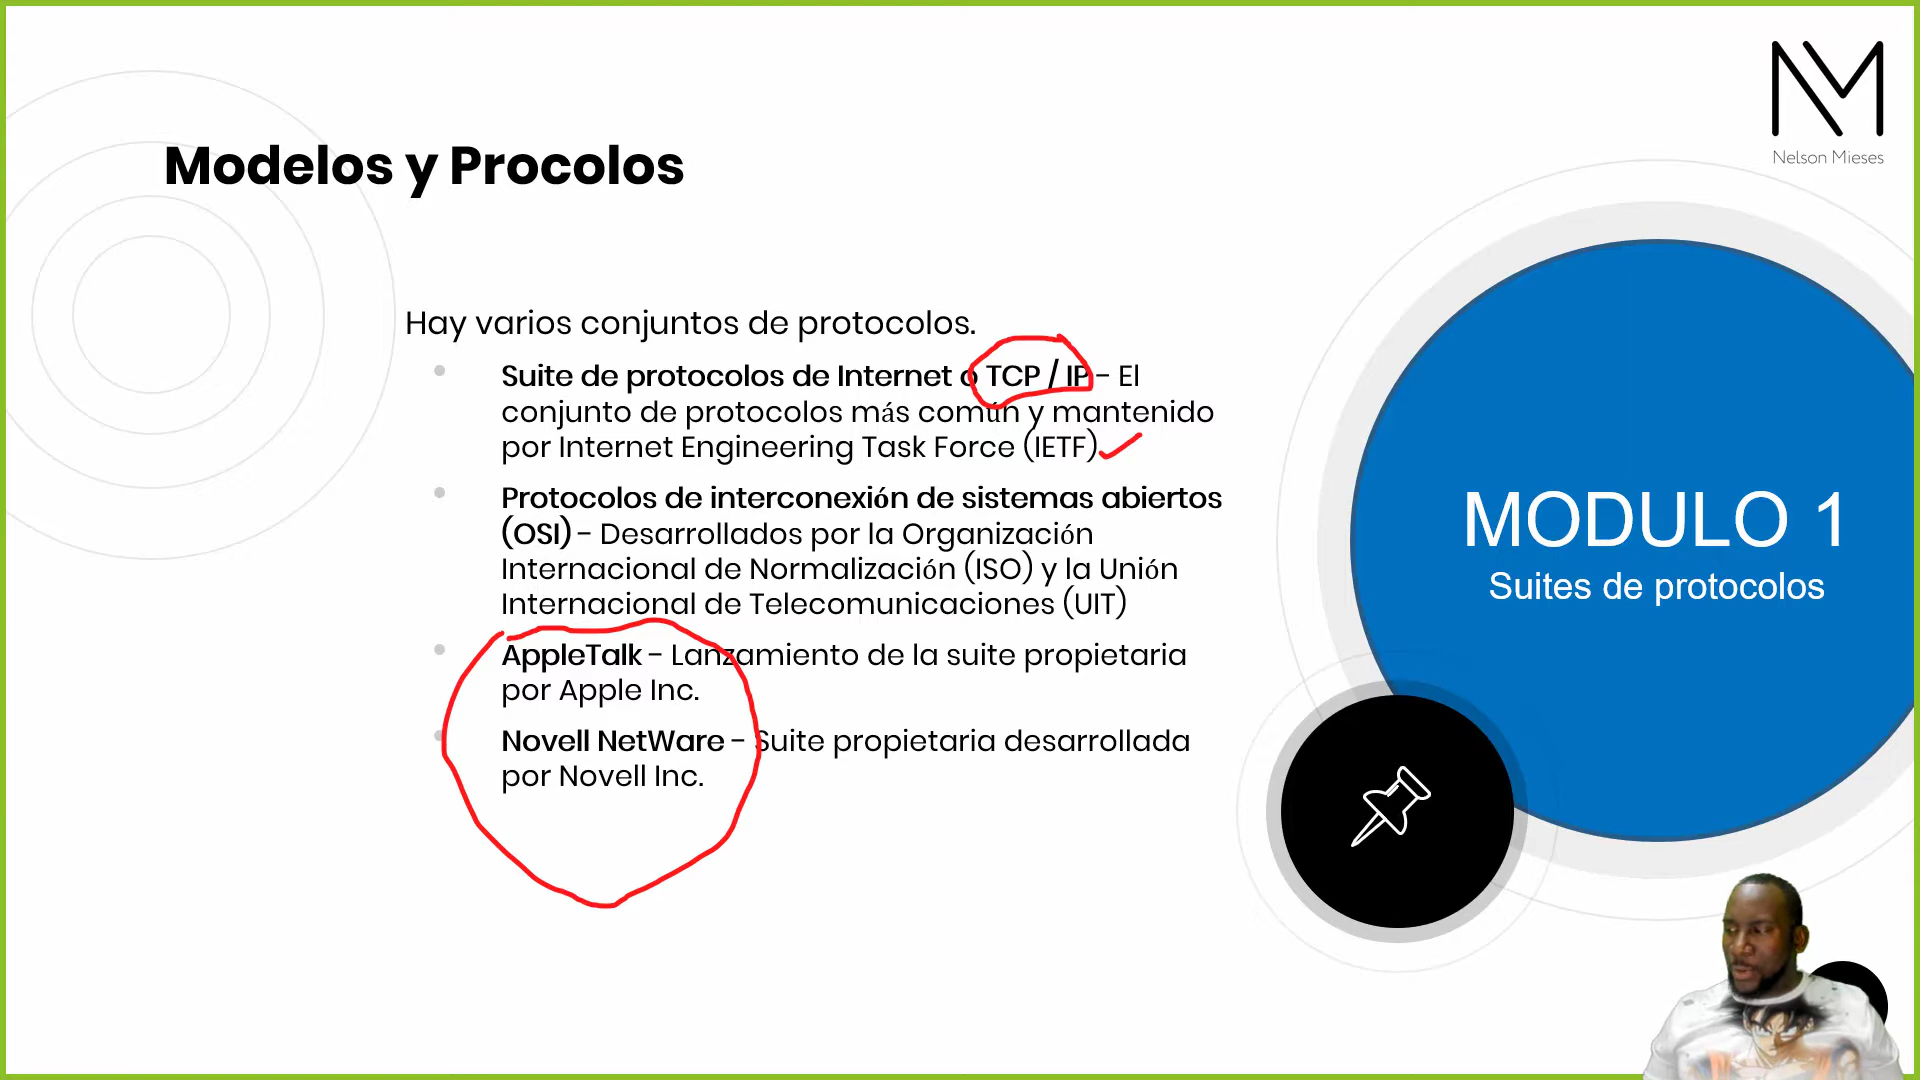 Nelson Mieses
Modelos y Procolos
Hay varios conjuntos de protocolos.
Suite de protocolos de Internet o TCP / IP - El
conjunto de protocolos más común y mantenido
por Internet Engineering Task Force (IETF)
Protocolos de interconexión de sistemas abiertos
(OSI) - Desarrollados por la Organización
Internacional de Normalización (ISO) y la Unión
Internacional de Telecomunicaciones (UIT)
AppleTalk - Lanzamiento de la suite propietaria
por Apple Inc.
Novell NetWare - Suite propietaria desarrollada
por Novell Inc.
MODULO 1
Suites de protocolos